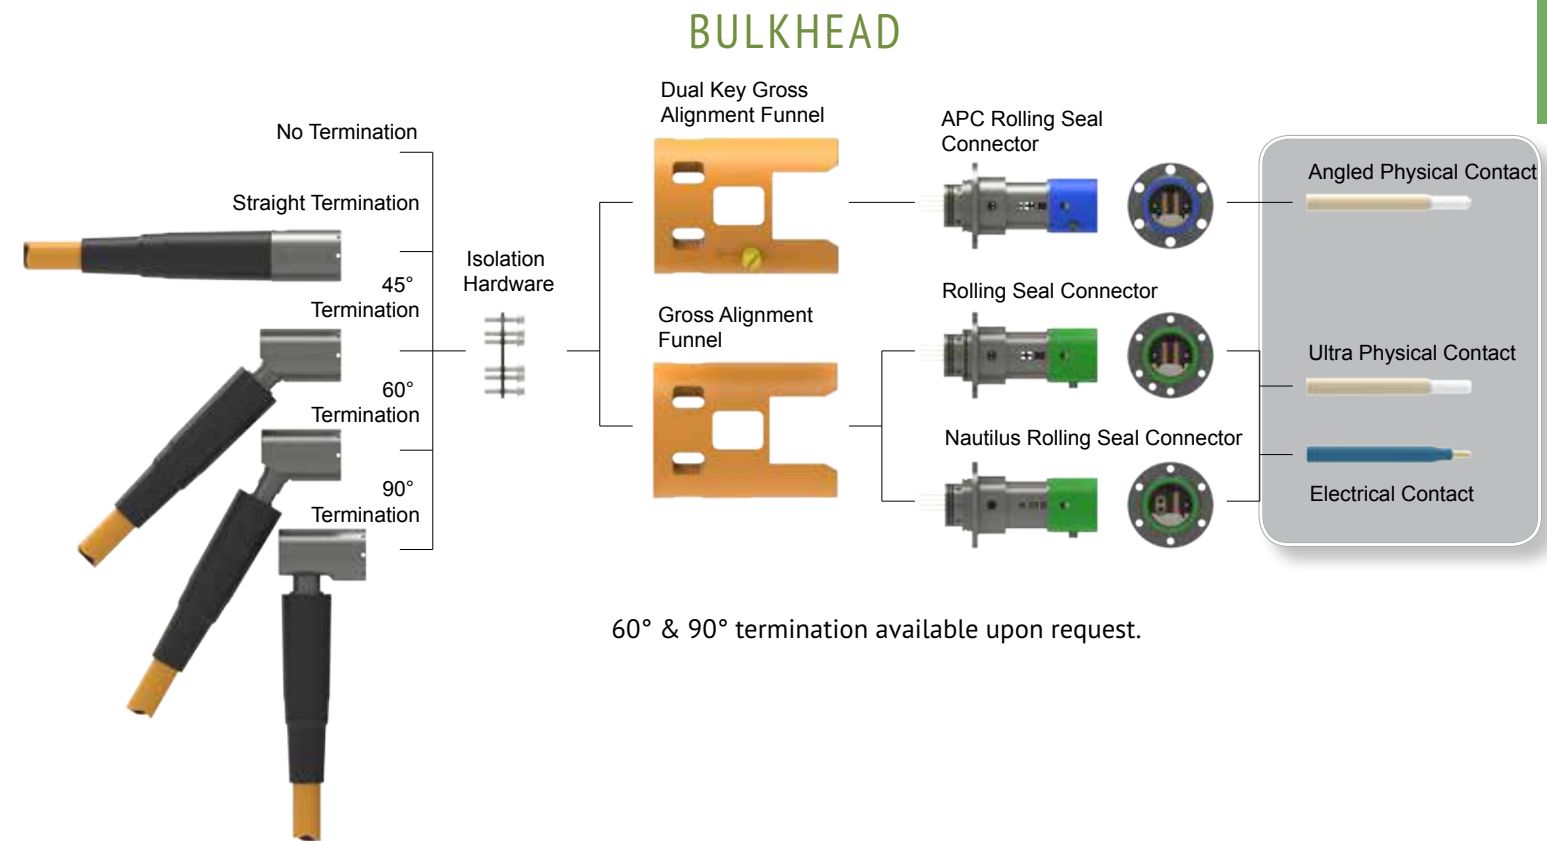 BULKHEAD
No Termination
Straight Termination
45°
Termination
60°
Termination
90°
Termination
Isolation
Hardware
Dual Key Gross
Alignment Funnel
Gross Alignment
Funnel
APC Rolling Seal
Connector
Rolling Seal Connector
Nautilus Rolling Seal Connector
Angled Physical Contact
Ultra Physical Contact
Electrical Contact
60° & 90° termination available upon request.